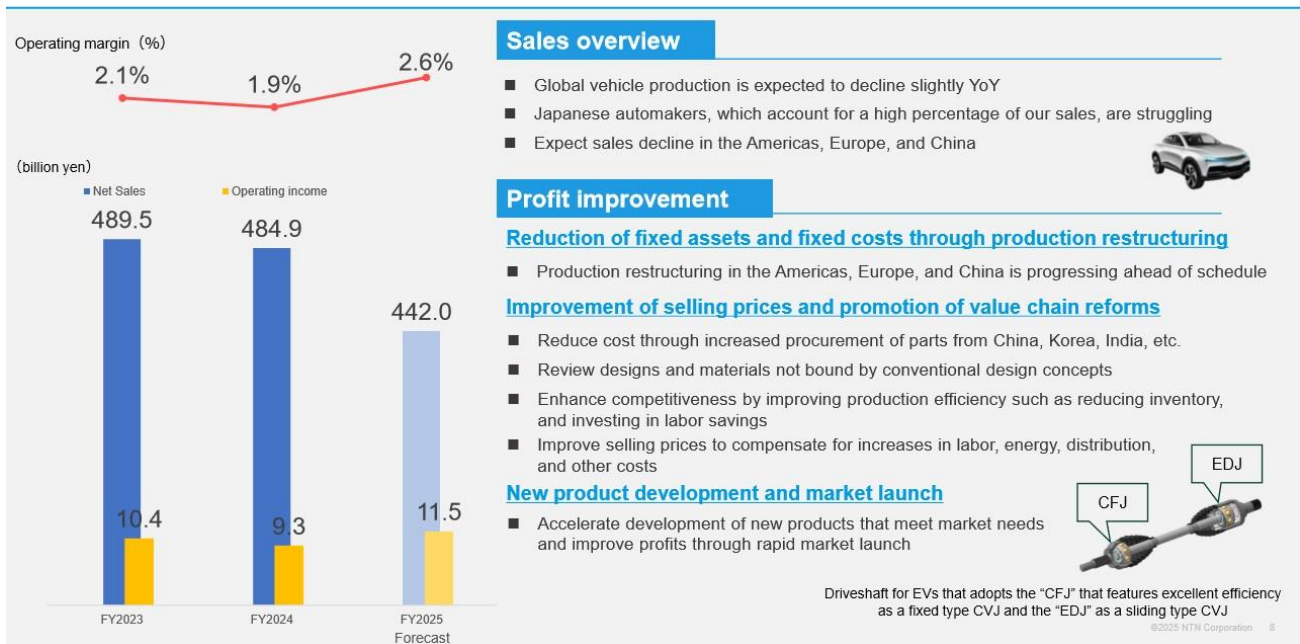 Operating margin（%）
2.1%
1.9%
2.6%
（billion yen）
Net Sales
Operating income
489.5
484.9
442.0
10.4
9.3
11.5
FY2023
FY2024
FY2025
Forecast
Sales overview
■ Global vehicle production is expected to decline slightly YoY
■ Japanese automakers, which account for a high percentage of our sales, are struggling
■ Expect sales decline in the Americas, Europe, and China
Profit improvement
Reduction of fixed assets and fixed costs through production restructuring
■ Production restructuring in the Americas, Europe, and China is progressing ahead of schedule
Improvement of selling prices and promotion of value chain reforms
■ Reduce cost through increased procurement of parts from China, Korea, India, etc.
■ Review designs and materials not bound by conventional design concepts
■ Enhance competitiveness by improving production efficiency such as reducing inventory,
and investing in labor savings
■ Improve selling prices to compensate for increases in labor, energy, distribution,
and other costs
New product development and market launch
■ Accelerate development of new products that meet market needs
and improve profits through rapid market launch
EDJ
CFJ
Driveshaft for EVs that adopts the “CFJ” that features excellent efficiency
as a fixed type CVJ and the “EDJ” as a sliding type CVJ
©2025 NTN Corporation 8